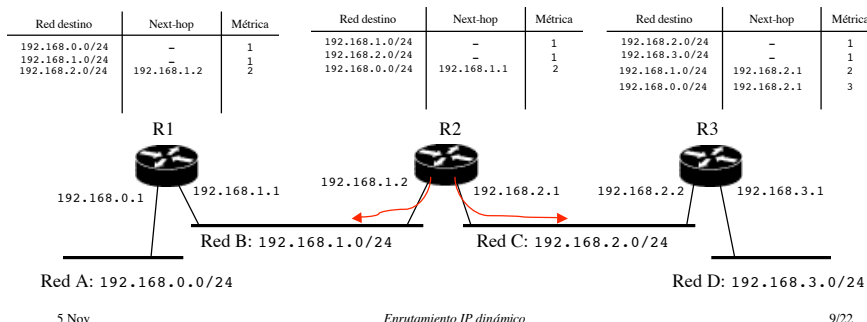 Red destino Next-hop Métrica
192.168.0.0/24 – 1
192.168.1.0/24 – 1
192.168.2.0/24 192.168.1.2 2
Red destino Next-hop Métrica
192.168.1.0/24 – 1
192.168.2.0/24 – 1
192.168.0.0/24 192.168.1.1 2
Red destino Next-hop Métrica
192.168.2.0/24 – 1
192.168.3.0/24 – 1
192.168.1.0/24 192.168.2.1 2
192.168.0.0/24 192.168.2.1 3
R1 R2 R3
192.168.0.1 192.168.1.1 192.168.1.2 192.168.2.1 192.168.2.2 192.168.3.1
Red B: 192.168.1.0/24 Red C: 192.168.2.0/24
Red A: 192.168.0.0/24 Red D: 192.168.3.0/24
5 Nov Enrutamiento IP dinámico 9/22